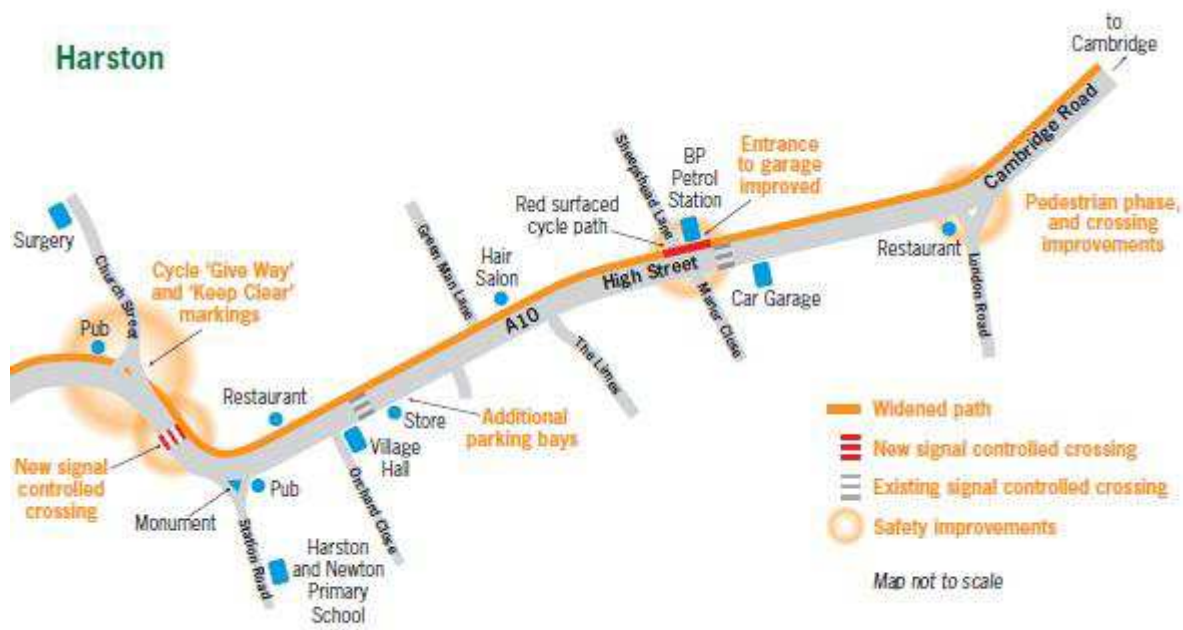 Harston
to
Cambridge
Cambridge Road
Sheepshead Lane
BP
Petrol
Station
Entrance
to garage
improved
Red surfaced
cycle path
Pedestrian phase,
and crossing
improvements
Surgery
Church Street
Green Man Lane
Hair
Salon
High Street
Manor Close
Car Garage
Restaurant
London Road
Cycle 'Give Way'
and 'Keep Clear'
markings
Pub
A10
The Limes
Restaurant
Store
Additional
parking bays
Village
Hall
New signal
controlled
crossing
Pub
Monument
Orchard Close
Station Road
Harston
and Newton
Primary
School
Widened path
New signal controlled crossing
Existing signal controlled crossing
Safety improvements
Map not to scale